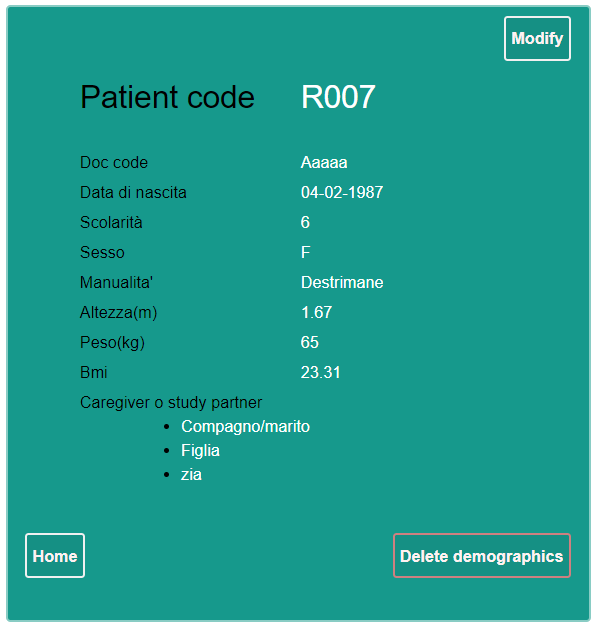 Modify
Patient code R007
Doc code Aaaaa
Data di nascita 04-02-1987
Scolarità 6
Sesso F
Manualita' Destrimane
Altezza(m) 1.67
Peso(kg) 65
Bmi 23.31
Caregiver o study partner
• Compagno/marito
• Figlia
• zia
Home Delete demographics